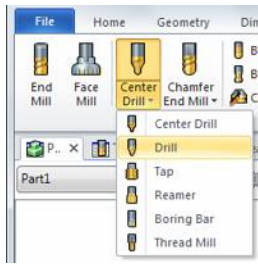 File Home Geometry Dim
End Mill Face Mill Center Drill Chamfer End Mill B
B
C
Center Drill
P.. ×
Drill
Tap
Part1
Reamer
Boring Bar
Thread Mill